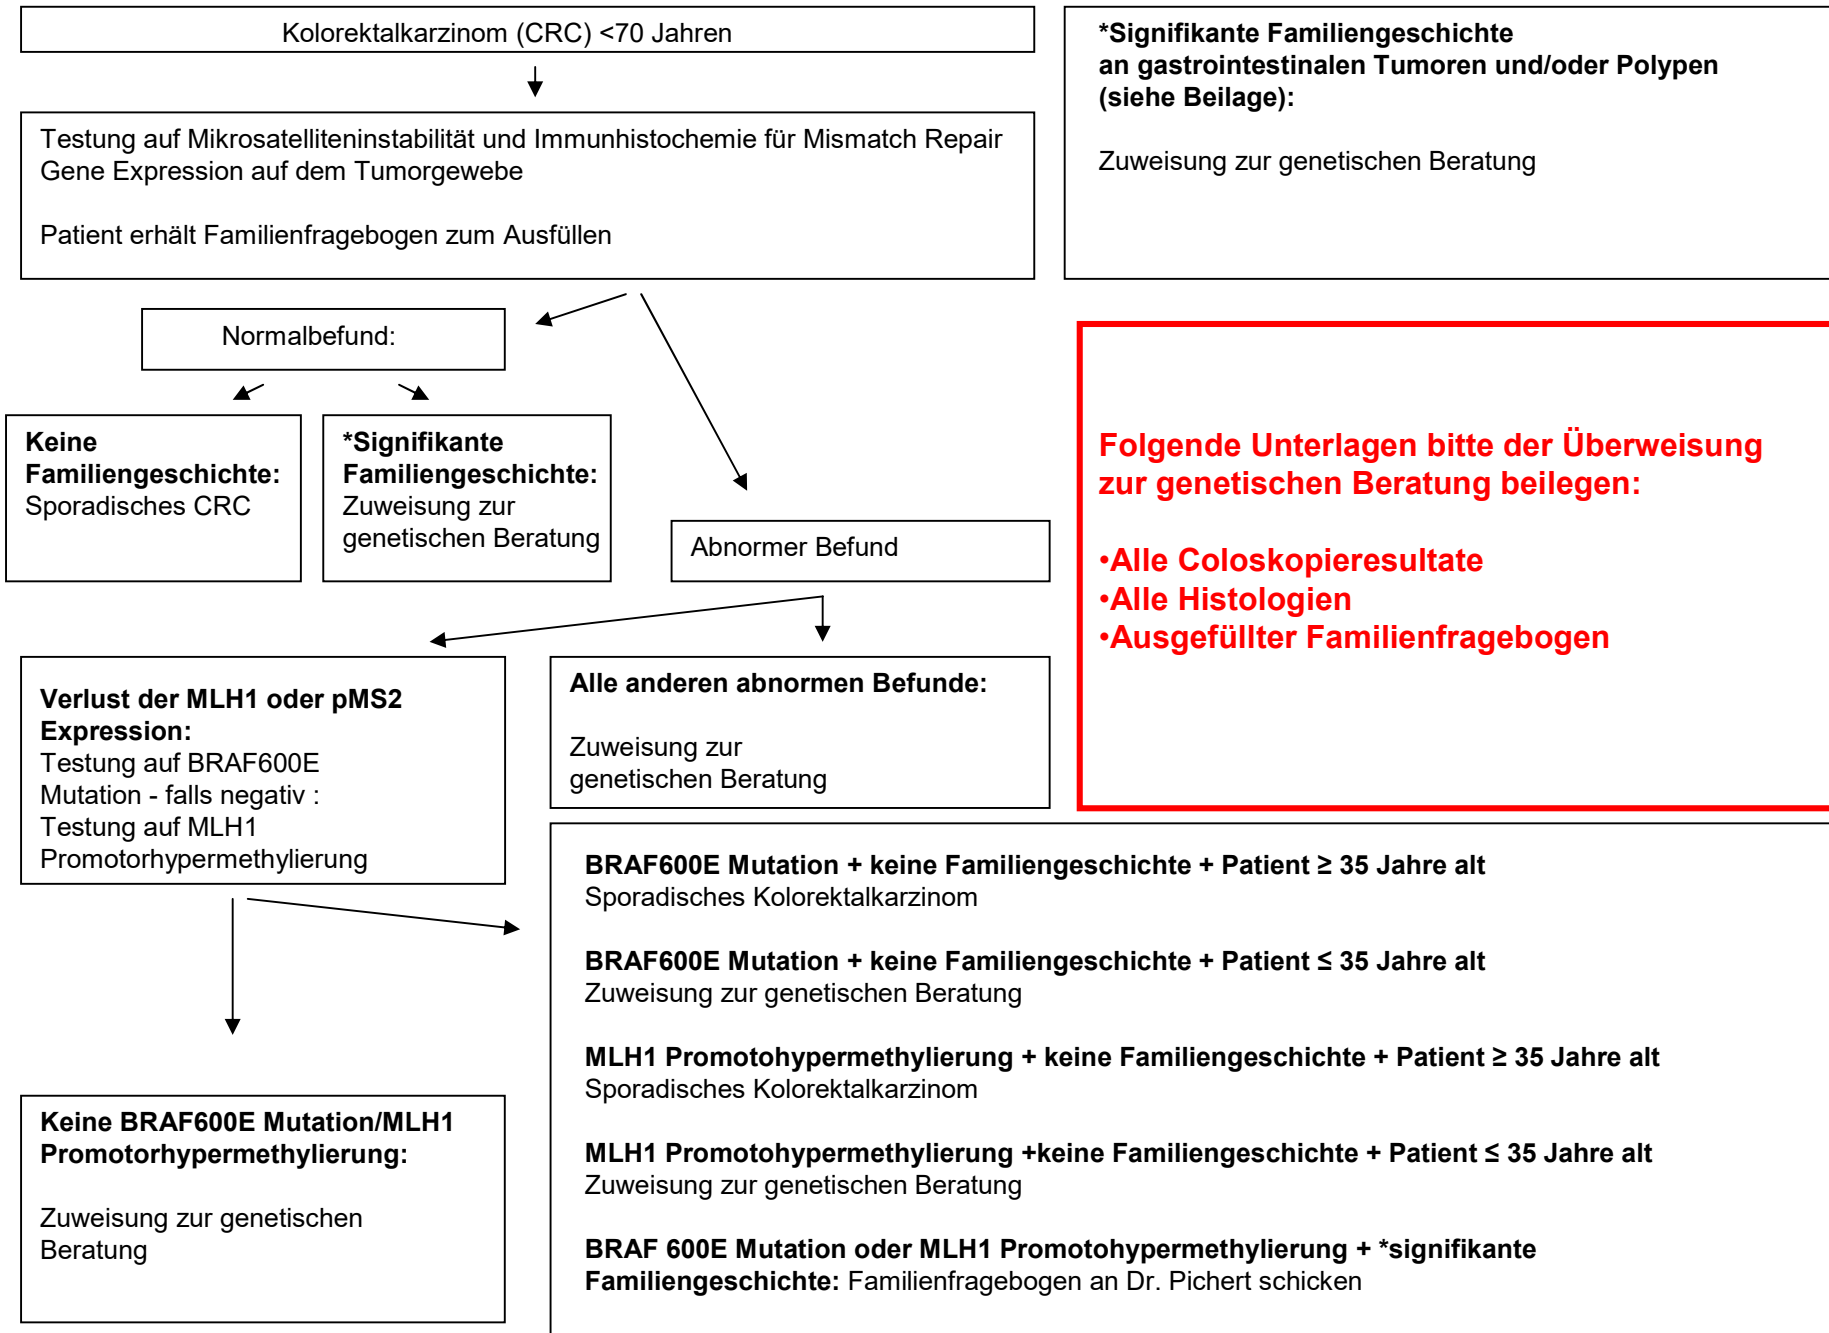 Kolorektalkarzinom (CRC) <70 Jahren
Testung auf Mikrosatelliteninstabilität und Immunhistochemie für Mismatch Repair
Gene Expression auf dem Tumorgewebe
Patient erhält Familienfragebogen zum Ausfüllen
*Signifikante Familiengeschichte
an gastrointestinalen Tumoren und/oder Polypen
(siehe Beilage):
Zuweisung zur genetischen Beratung
Normalbefund:
Keine
Familiengeschichte:
Sporadisches CRC
*Signifikante
Familiengeschichte:
Zuweisung zur
genetischen Beratung
Abnormer Befund
Folgende Unterlagen bitte der Überweisung
zur genetischen Beratung beilegen:
•Alle Coloskopieresultate
•Alle Histologien
•Ausgefüllter Familienfragebogen
Verlust der MLH1 oder pMS2
Expression:
Testung auf BRAF600E
Mutation - falls negativ :
Testung auf MLH1
Promotorhypermethylierung
Alle anderen abnormen Befunde:
Zuweisung zur
genetischen Beratung
Keine BRAF600E Mutation/MLH1
Promotorhypermethylierung:
Zuweisung zur genetischen
Beratung
BRAF600E Mutation + keine Familiengeschichte + Patient ≥ 35 Jahre alt
Sporadisches Kolorektalkarzinom
BRAF600E Mutation + keine Familiengeschichte + Patient ≤ 35 Jahre alt
Zuweisung zur genetischen Beratung
MLH1 Promotohypermethylierung + keine Familiengeschichte + Patient ≥ 35 Jahre alt
Sporadisches Kolorektalkarzinom
MLH1 Promotohypermethylierung +keine Familiengeschichte + Patient ≤ 35 Jahre alt
Zuweisung zur genetischen Beratung
BRAF 600E Mutation oder MLH1 Promotohypermethylierung + *signifikante
Familiengeschichte: Familienfragebogen an Dr. Pichert schicken